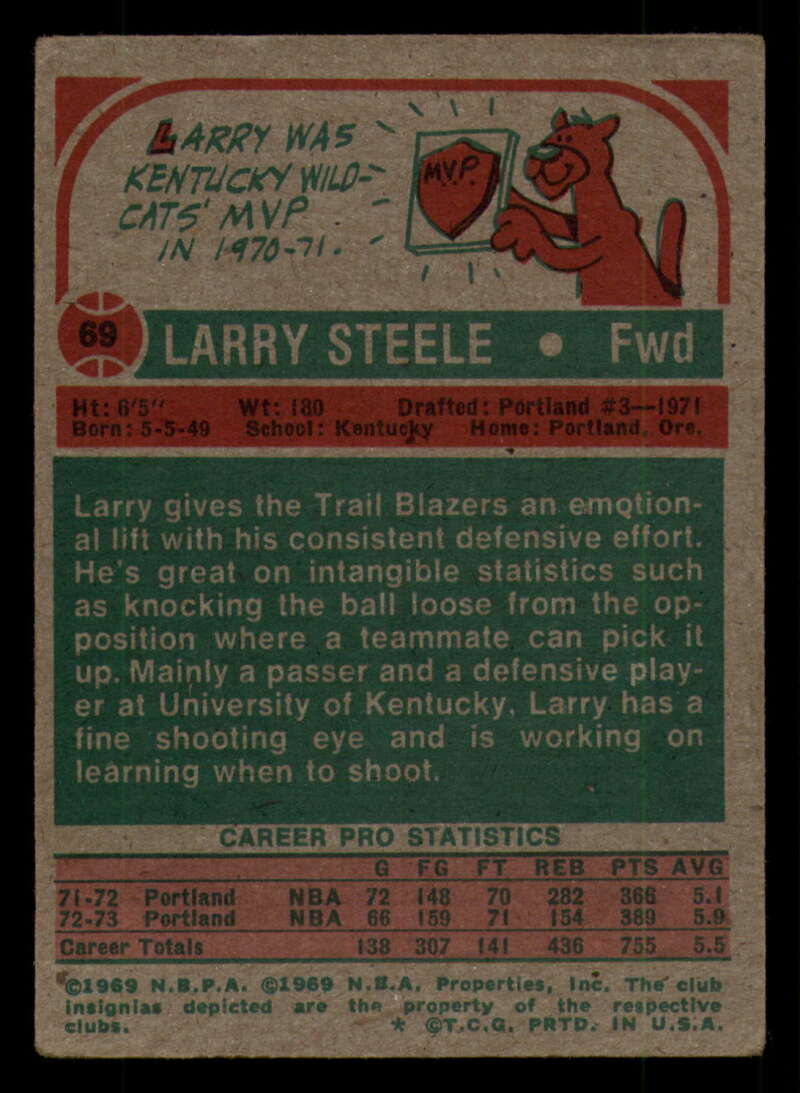 LARRY WAS
KENTUCKY WILD-
CATS' MVP
IN 1970-71.
M.V.P.
69
LARRY STEELE • Fwd
Ht: 6'5" Wt: 180 Drafted: Portland #3—1971
Born: 5-5-49 School: Kentucky Home: Portland, Ore.
Larry gives the Trail Blazers an emotion-
al lift with his consistent defensive effort.
He's great on intangible statistics such
as knocking the ball loose from the op-
position where a teammate can pick it
up. Mainly a passer and a defensive play-
er at University of Kentucky, Larry has a
fine shooting eye and is working on
learning when to shoot.
CAREER PRO STATISTICS
G FG FT REB PTS AVG
71-72 Portland NBA 72 148 70 282 366 5.1
72-73 Portland NBA 66 159 71 154 389 5.9
Career Totals 138 307 141 436 755 5.5
©1969 N.B.P.A. ©1969 N.B.A. Properties, Inc. The club
insignias depicted are the property of the respective
clubs. * ©T.C.G. PRTD. IN U.S.A.